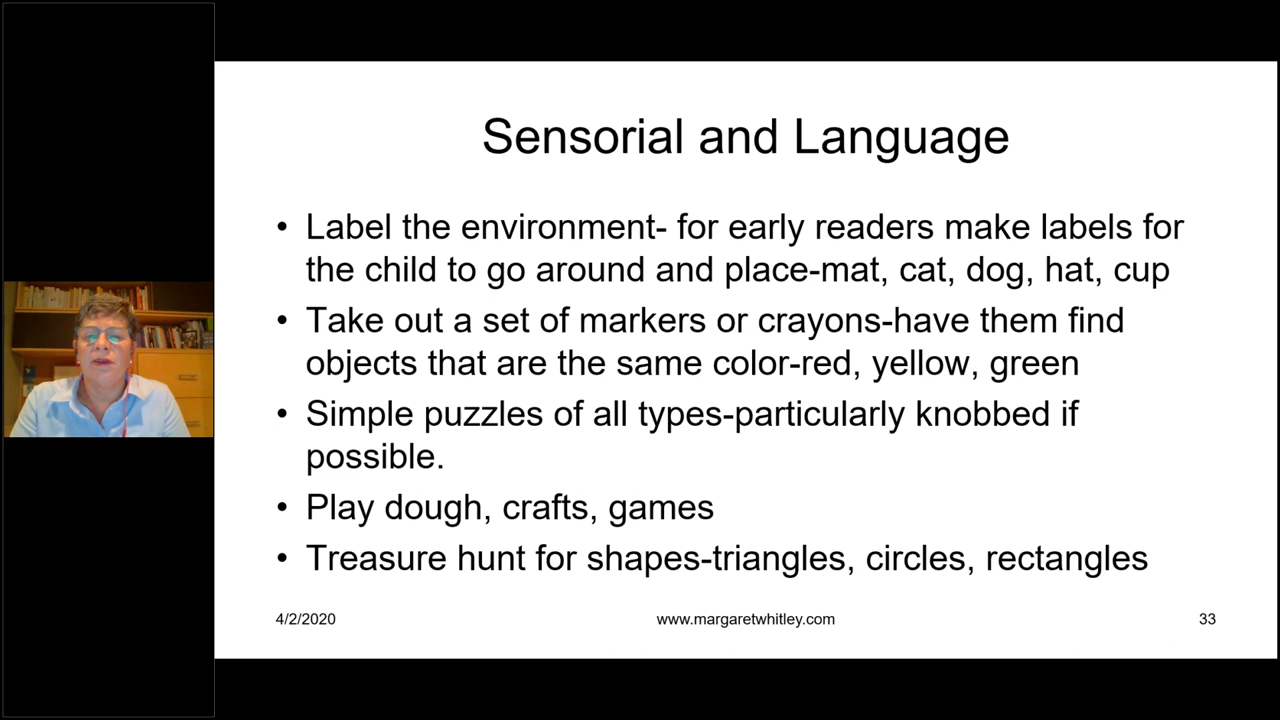 Sensorial and Language
• Label the environment- for early readers make labels for
the child to go around and place-mat, cat, dog, hat, cup
• Take out a set of markers or crayons-have them find
objects that are the same color-red, yellow, green
• Simple puzzles of all types-particularly knobbed if
possible.
• Play dough, crafts, games
• Treasure hunt for shapes-triangles, circles, rectangles
4/2/2020 www.margaretwhitley.com 33